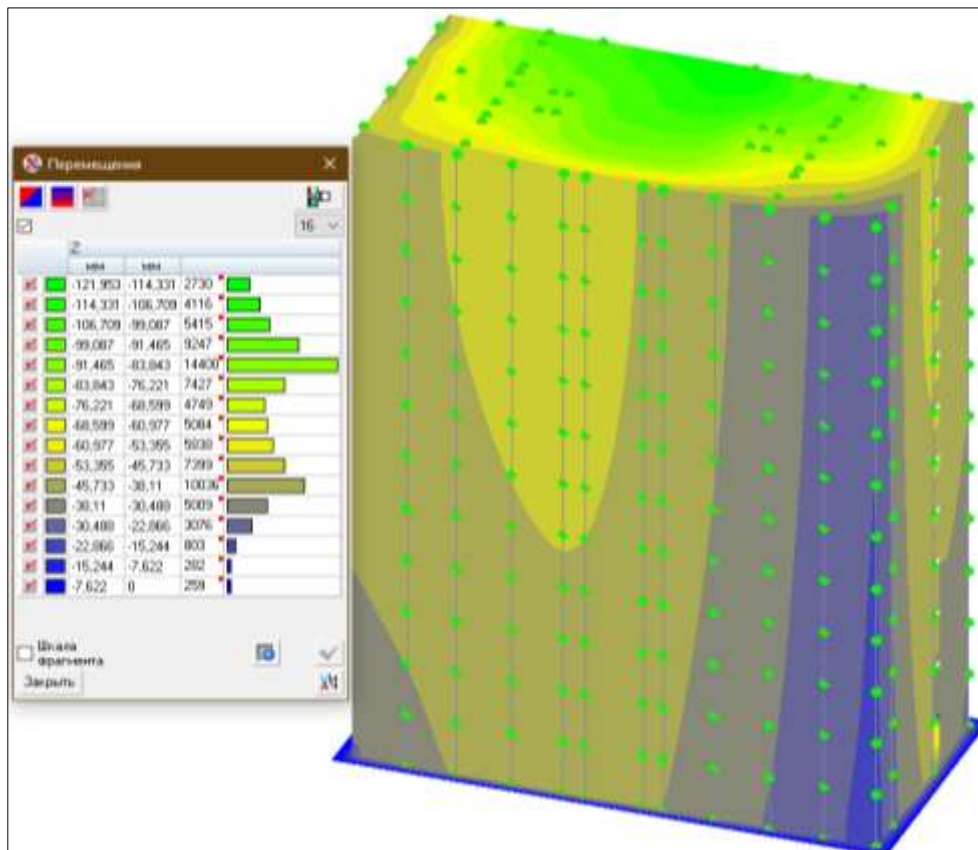 Перемещения
16
Z
мм мм
-121,953 -114,331 2730
-114,331 -106,709 4116
-106,709 -99,087 5415
-99,087 -91,465 9247
-91,465 -83,843 14400
-83,843 -76,221 7427
-76,221 -68,599 4749
-68,599 -60,977 5084
-60,977 -53,355 5838
-53,355 -45,733 7399
-45,733 -38,11 10036
-38,11 -30,488 5009
-30,488 -22,866 3076
-22,866 -15,244 803
-15,244 -7,622 282
-7,622 0 259
Шкала
фрагмента
Закрыть